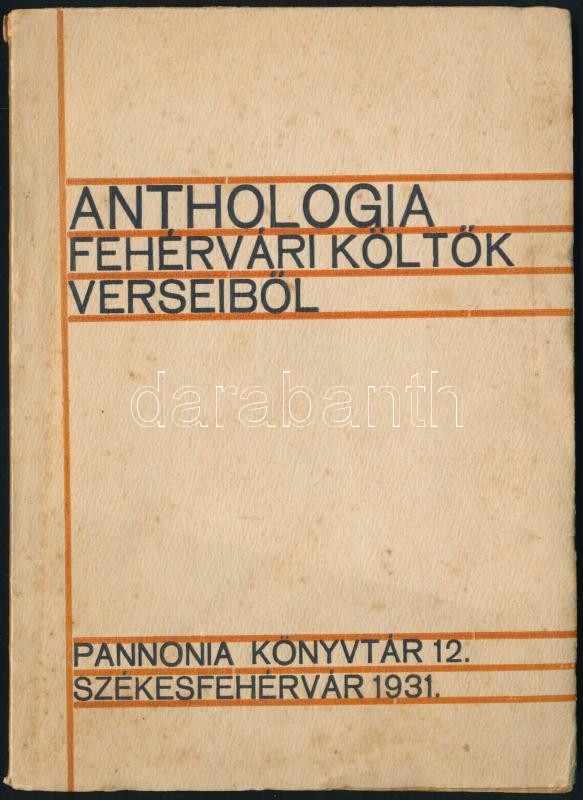 ANTHOLOGIA
FEHÉRVÁRI KÖLTŐK
VERSEIBŐL
darabanth
PANNONIA KÖNYVTÁR 12.
SZÉKESFEHÉRVÁR 1931.